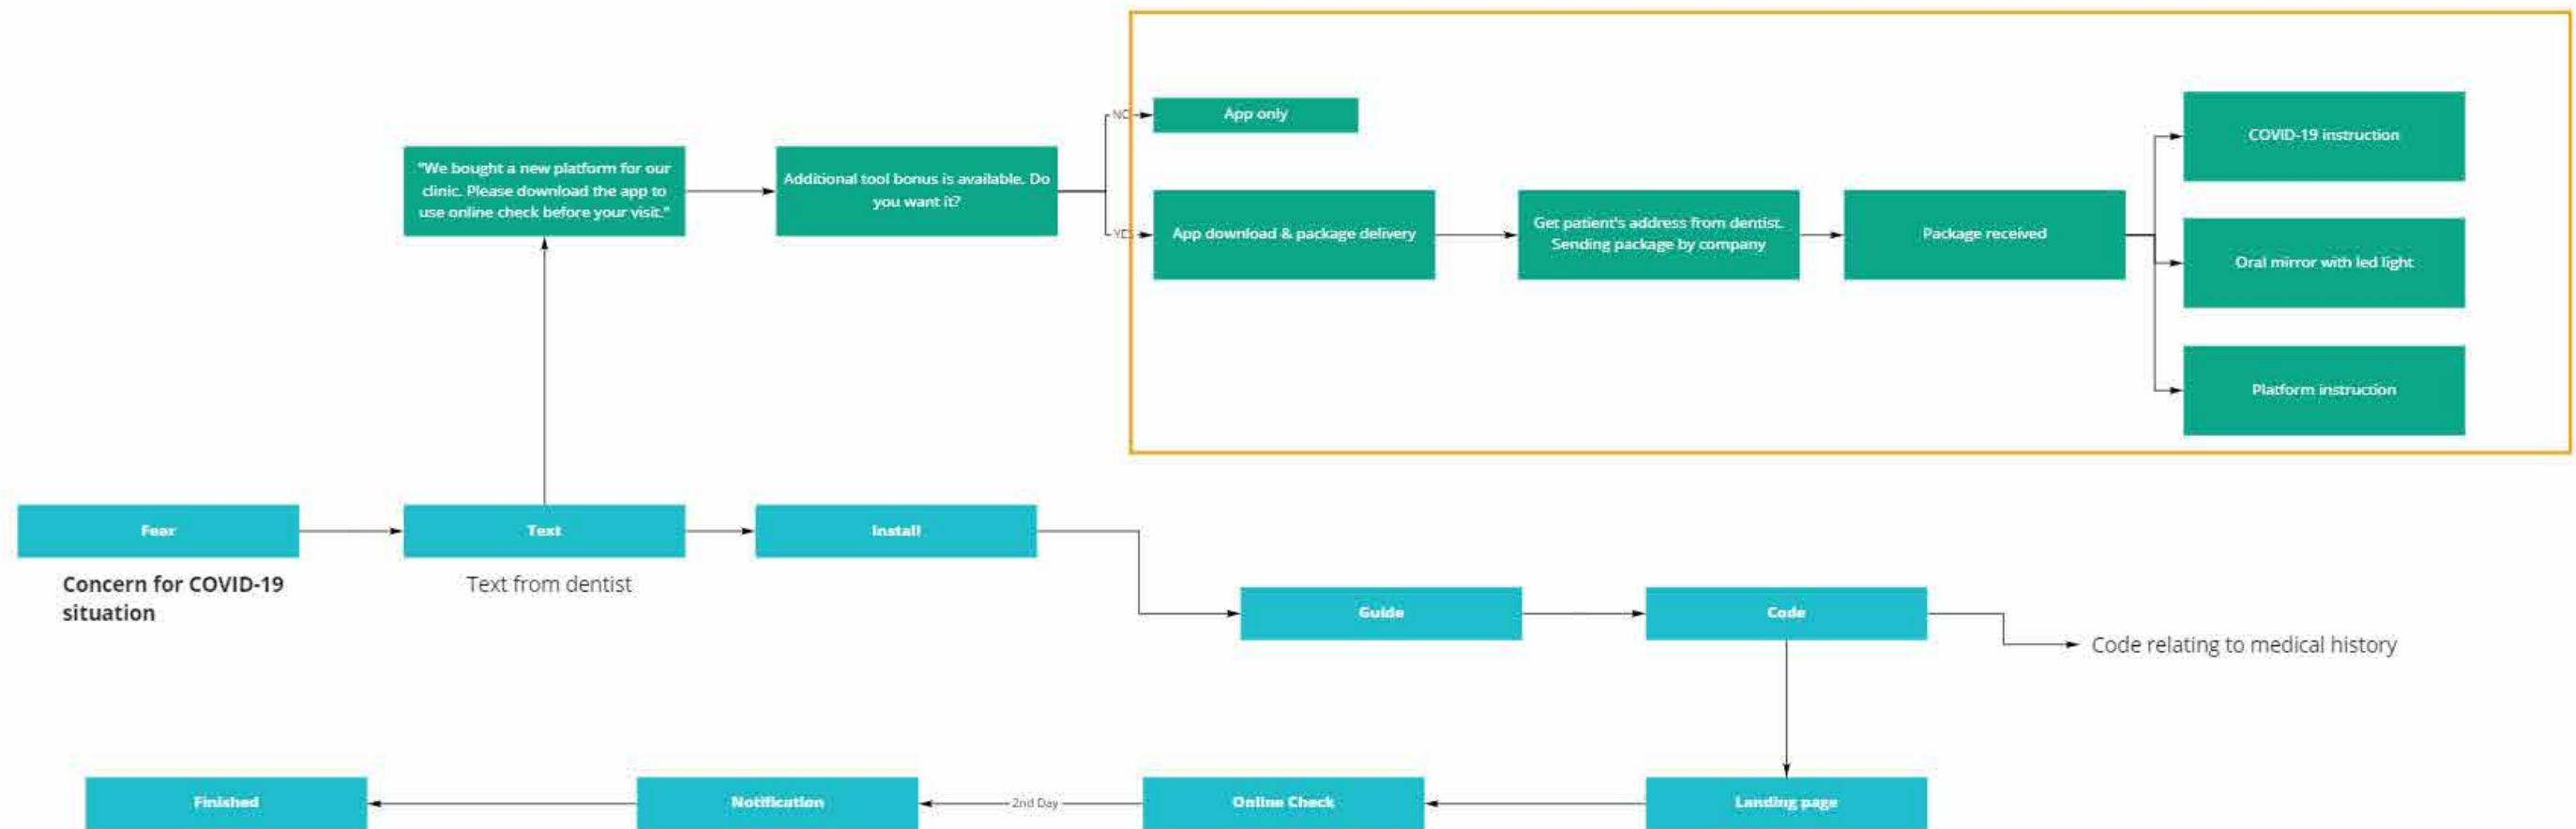 App only
COVID-19 instruction
"We bought a new platform for our
clinic. Please download the app to
use online check before your visit."
Additional tool bonus is available. Do
you want it?
NO
YES
App download & package delivery
Get patient's address from dentist.
Sending package by company
Package received
Oral mirror with led light
Platform instruction
Fear
Text
Install
Concern for COVID-19
situation
Text from dentist
Guide
Code
Code relating to medical history
Finished
Notification
2nd Day
Online Check
Landing page